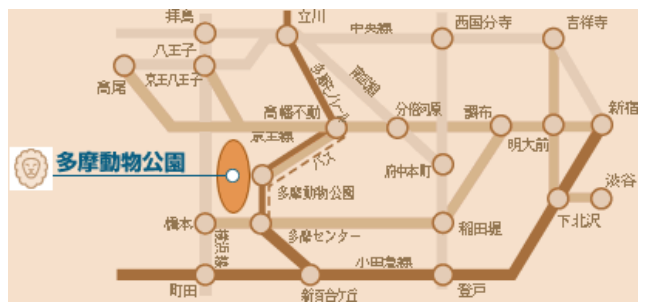 拝島
立川
中央線
西国分寺
吉祥寺
八王子
京王八王子
高尾
多摩モノレール
南武線
高幡不動
分倍河原
調布
新宿
京王線
明大前
バス
府中本町
多摩動物公園
渋谷
多摩動物公園
橋本
多摩センター
稲田堤
下北沢
小田急線
町田
新百合ケ丘
登戸